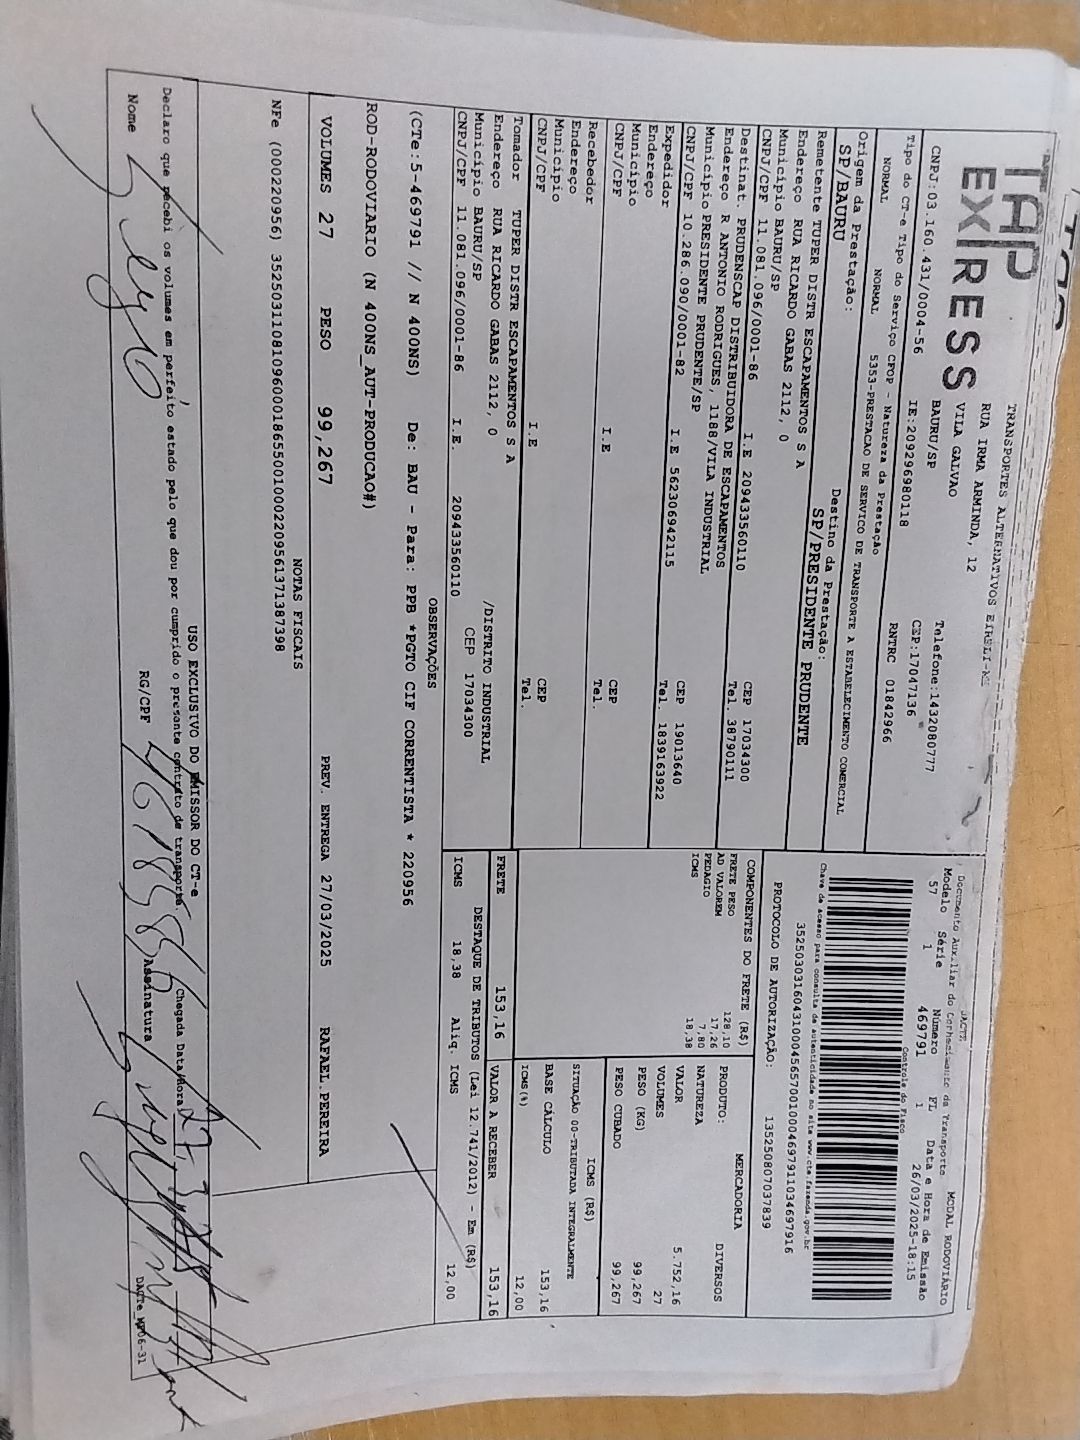 TAP
EXPRESS
TRANSPORTES ALTERNATIVOS EIRELI-ME
RUA IRMA ARMINDA, 12
VILA GALVAO
BAURU/SP
Telefone:1432080777
CEP:17047136
CNPJ:03.160.431/0004-56
IE:209296980118
RNTRC 01842966
DACTE
MODAL RODOVIÁRIO
Documento Auxiliar do Conhecimento de Transporte
Modelo Série Número FL Data e Hora de Emissão
57 1 469791 1 26/03/2025-18:15
Controle do Fisco
Chave de acesso para consulta de autenticidade no site www.cte.fazenda.gov.br
35250303160431000456570010004697911034697916
PROTOCOLO DE AUTORIZAÇÃO: 135250807037839
Tipo do CT-e Tipo do Serviço CFOP - Natureza da Prestação
NORMAL NORMAL 5353-PRESTACAO DE SERVICO DE TRANSPORTE A ESTABELECIMENTO COMERCIAL
Origem da Prestação: Destino da Prestação:
SP/BAURU SP/PRESIDENTE PRUDENTE
Remetente TUPER DISTR ESCAPAMENTOS S A
Endereço RUA RICARDO GABAS 2112, 0
Município BAURU/SP CEP 17034300
CNPJ/CPF 11.081.096/0001-86 I.E 209433560110 Tel. 38790111
Destinat. PRUDENSCAP DISTRIBUIDORA DE ESCAPAMENTOS
Endereço R ANTONIO RODRIGUES, 1188/VILA INDUSTRIAL
Município PRESIDENTE PRUDENTE/SP CEP 19013640
CNPJ/CPF 10.286.090/0001-82 I.E 562306942115 Tel. 1839163922
Expedidor
Endereço
Município CEP
CNPJ/CPF I.E Tel.
Recebedor
Endereço
Município CEP
CNPJ/CPF I.E Tel.
Tomador TUPER DISTR ESCAPAMENTOS S A
Endereço RUA RICARDO GABAS 2112, 0 /DISTRITO INDUSTRIAL
Município BAURU/SP CEP 17034300
CNPJ/CPF 11.081.096/0001-86 I.E. 209433560110
COMPONENTES DO FRETE (R$)
FRETE PESO 128,10
AD VALOREM 17,26
PEDAGIO 7,80
ICMS 18,38
MERCADORIA
PRODUTO: DIVERSOS
NATUREZA
VALOR 5.752,16
VOLUMES 27
PESO (KG) 99,267
PESO CUBADO 99,267
ICMS (R$)
SITUAÇÃO 00-TRIBUTADA INTEGRALMENTE
BASE CÁLCULO 153,16
ICMS(%) 12,00
FRETE 153,16 VALOR A RECEBER 153,16
DESTAQUE DE TRIBUTOS (Lei 12.741/2012) - Em (R$)
ICMS 18,38 Aliq. ICMS 12,00
OBSERVAÇÕES
(CTe:5-469791 // N 400NS) De: BAU - Para: PPB *PGTO CIF CORRENTISTA * 220956
ROD-RODOVIARIO (N 400NS_AUT-PRODUCAO#)
VOLUMES 27 PESO 99,267 PREV. ENTREGA 27/03/2025 RAFAEL.PEREIRA
NOTAS FISCAIS
NFe (000220956) 35250311081096000186550010002209561371387398
USO EXCLUSIVO DO EMISSOR DO CT-e
Declaro que recebi os volumes em perfeito estado pelo que dou por cumprido o presente contrato de transporte.
Chegada Data/Hora
Nome RG/CPF Assinatura
DACTe_MP06-31